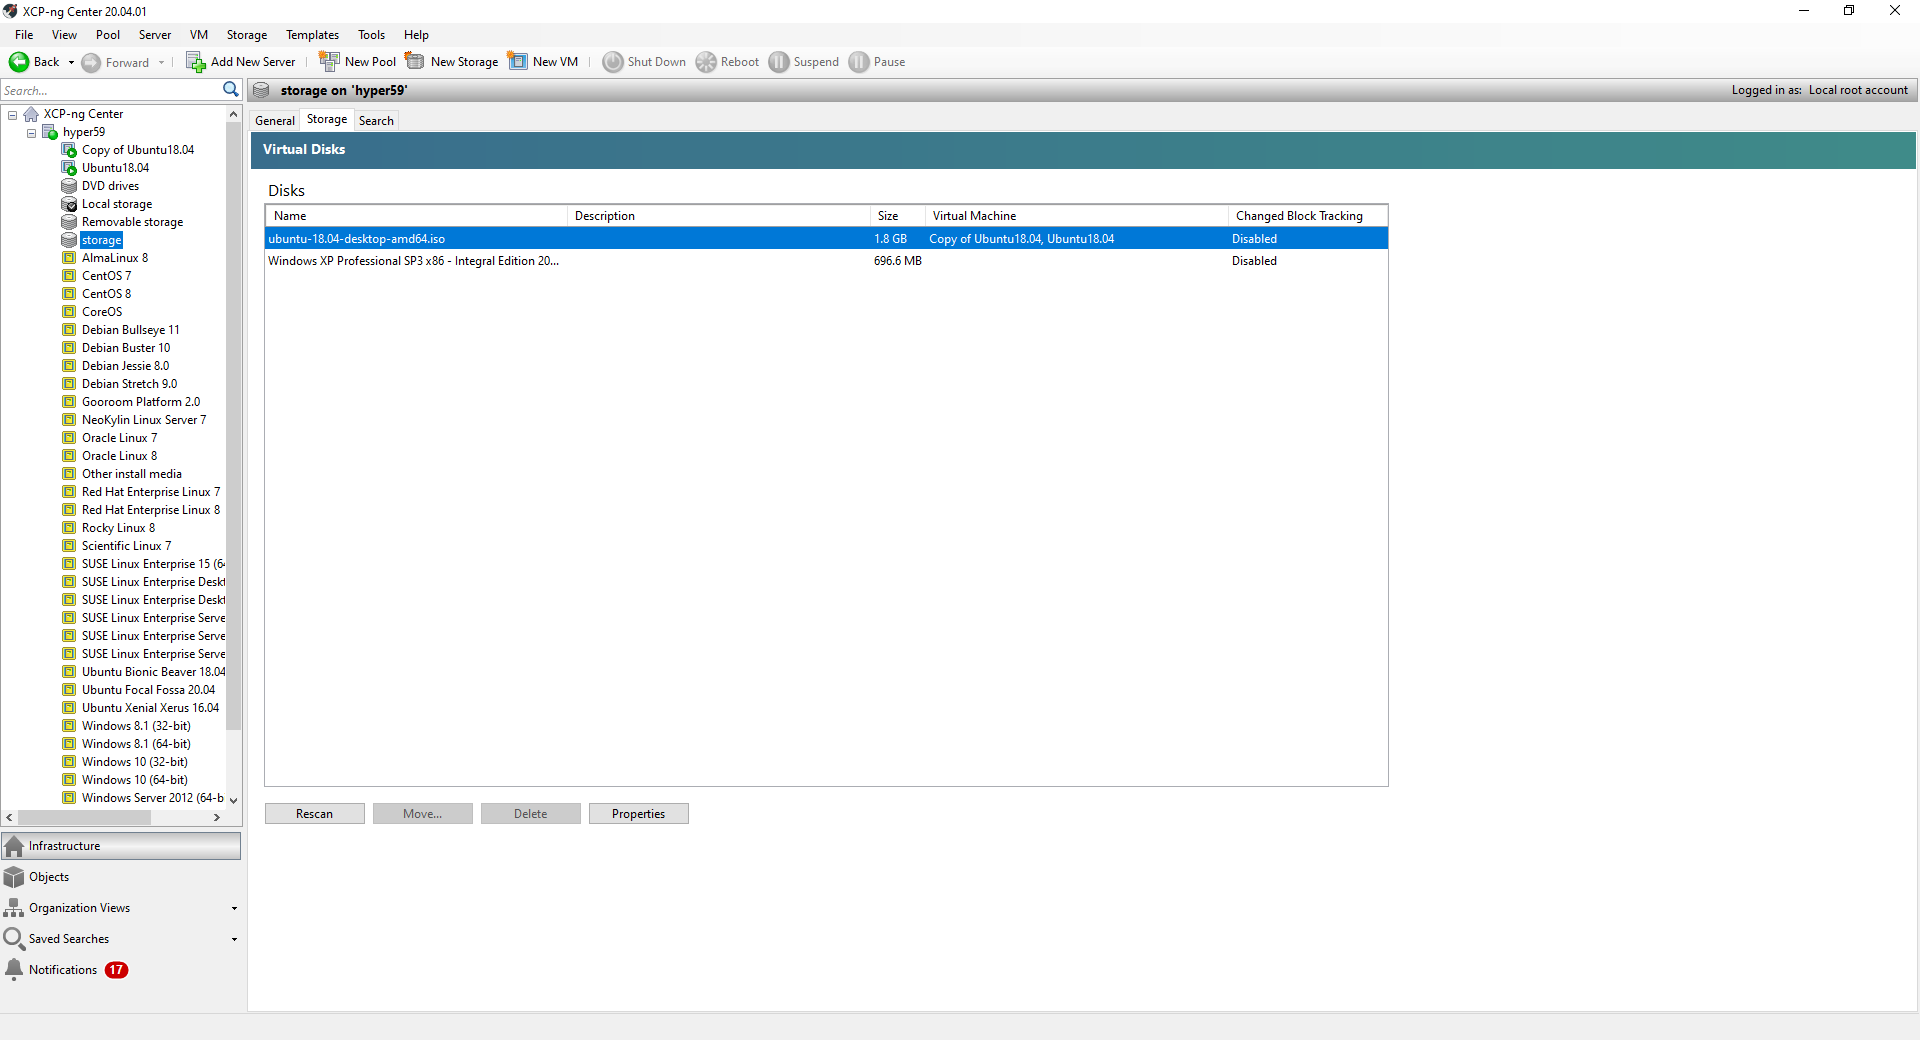 XCP-ng Center 20.04.01
File View Pool Server VM Storage Templates Tools Help
Back Forward Add New Server New Pool New Storage New VM Shut Down Reboot Suspend Pause
Search...
storage on 'hyper59' Logged in as: Local root account
XCP-ng Center
hyper59
Copy of Ubuntu18.04
Ubuntu18.04
DVD drives
Local storage
Removable storage
storage
AlmaLinux 8
CentOS 7
CentOS 8
CoreOS
Debian Bullseye 11
Debian Buster 10
Debian Jessie 8.0
Debian Stretch 9.0
Gooroom Platform 2.0
NeoKylin Linux Server 7
Oracle Linux 7
Oracle Linux 8
Other install media
Red Hat Enterprise Linux 7
Red Hat Enterprise Linux 8
Rocky Linux 8
Scientific Linux 7
SUSE Linux Enterprise 15 (64
SUSE Linux Enterprise Deskt
SUSE Linux Enterprise Deskt
SUSE Linux Enterprise Serve
SUSE Linux Enterprise Serve
SUSE Linux Enterprise Serve
Ubuntu Bionic Beaver 18.04
Ubuntu Focal Fossa 20.04
Ubuntu Xenial Xerus 16.04
Windows 8.1 (32-bit)
Windows 8.1 (64-bit)
Windows 10 (32-bit)
Windows 10 (64-bit)
Windows Server 2012 (64-b
Infrastructure
Objects
Organization Views
Saved Searches
Notifications 17
General Storage Search
Virtual Disks
Disks
Name Description Size Virtual Machine Changed Block Tracking
ubuntu-18.04-desktop-amd64.iso 1.8 GB Copy of Ubuntu18.04, Ubuntu18.04 Disabled
Windows XP Professional SP3 x86 - Integral Edition 20... 696.6 MB Disabled
Rescan Move... Delete Properties